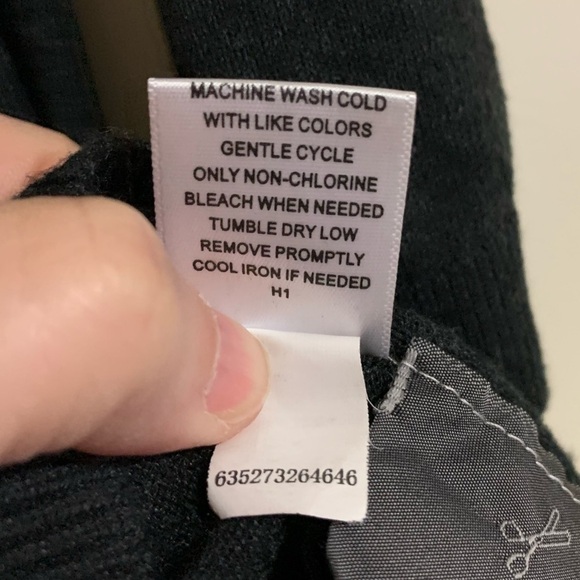 MACHINE WASH COLD
WITH LIKE COLORS
GENTLE CYCLE
ONLY NON-CHLORINE
BLEACH WHEN NEEDED
TUMBLE DRY LOW
REMOVE PROMPTLY
COOL IRON IF NEEDED
H1
635273264646